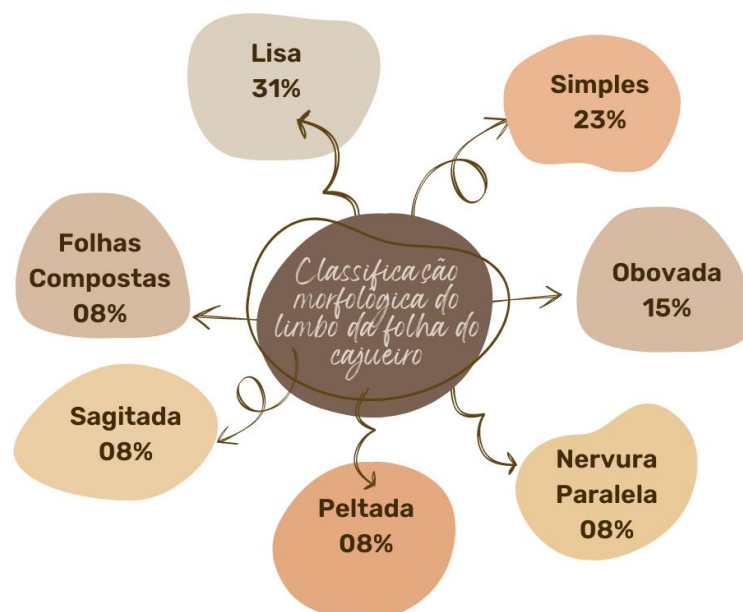 Lisa
31%
Simples
23%
Folhas
Compostas
08%
Classificação
morfológica do
limbo da folha do
cajueiro
Obovada
15%
Sagitada
08%
Peltada
08%
Nervura
Paralela
08%